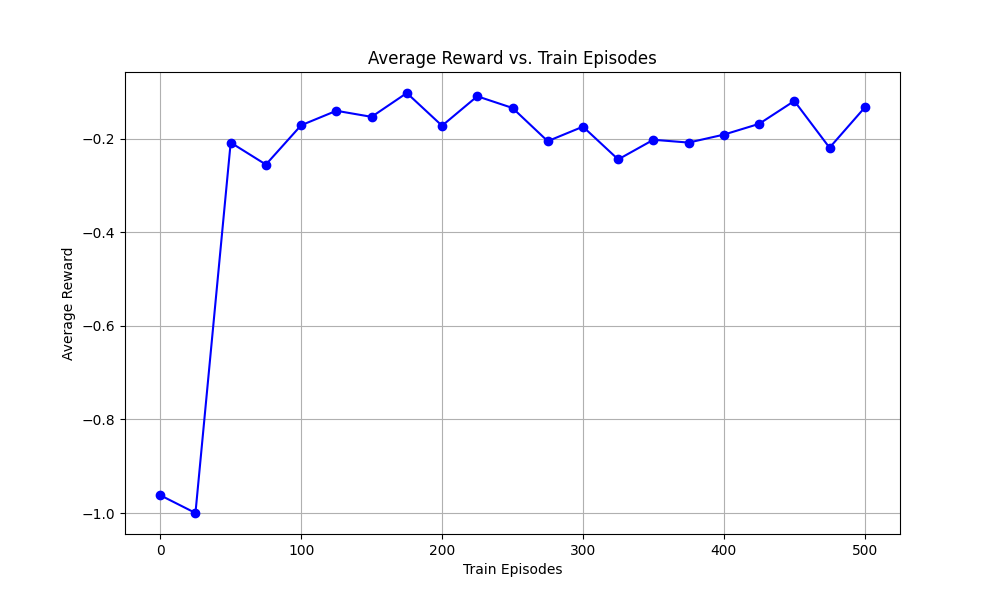 Average Reward vs. Train Episodes
Average Reward
−0.2
−0.4
−0.6
−0.8
−1.0
0 100 200 300 400 500
Train Episodes